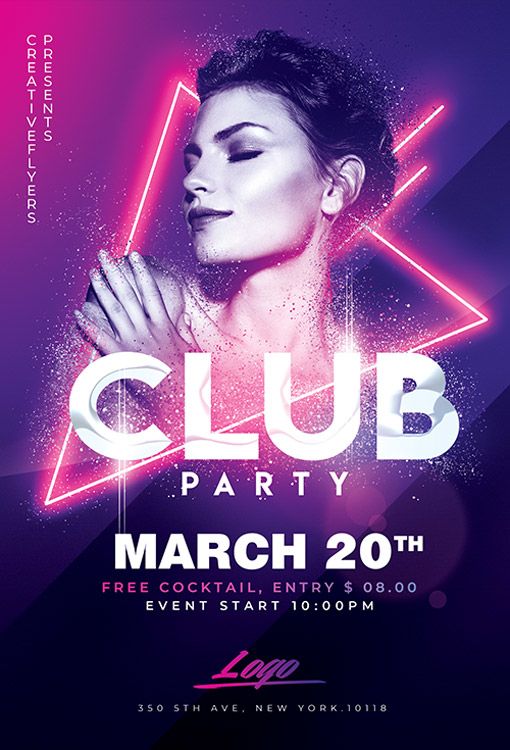 CREATIVEFLYERS
PRESENTS
CLUB
PARTY
MARCH 20TH
FREE COCKTAIL, ENTRY $ 08.00
EVENT START 10:00PM
Logo
350 5TH AVE, NEW YORK.10118